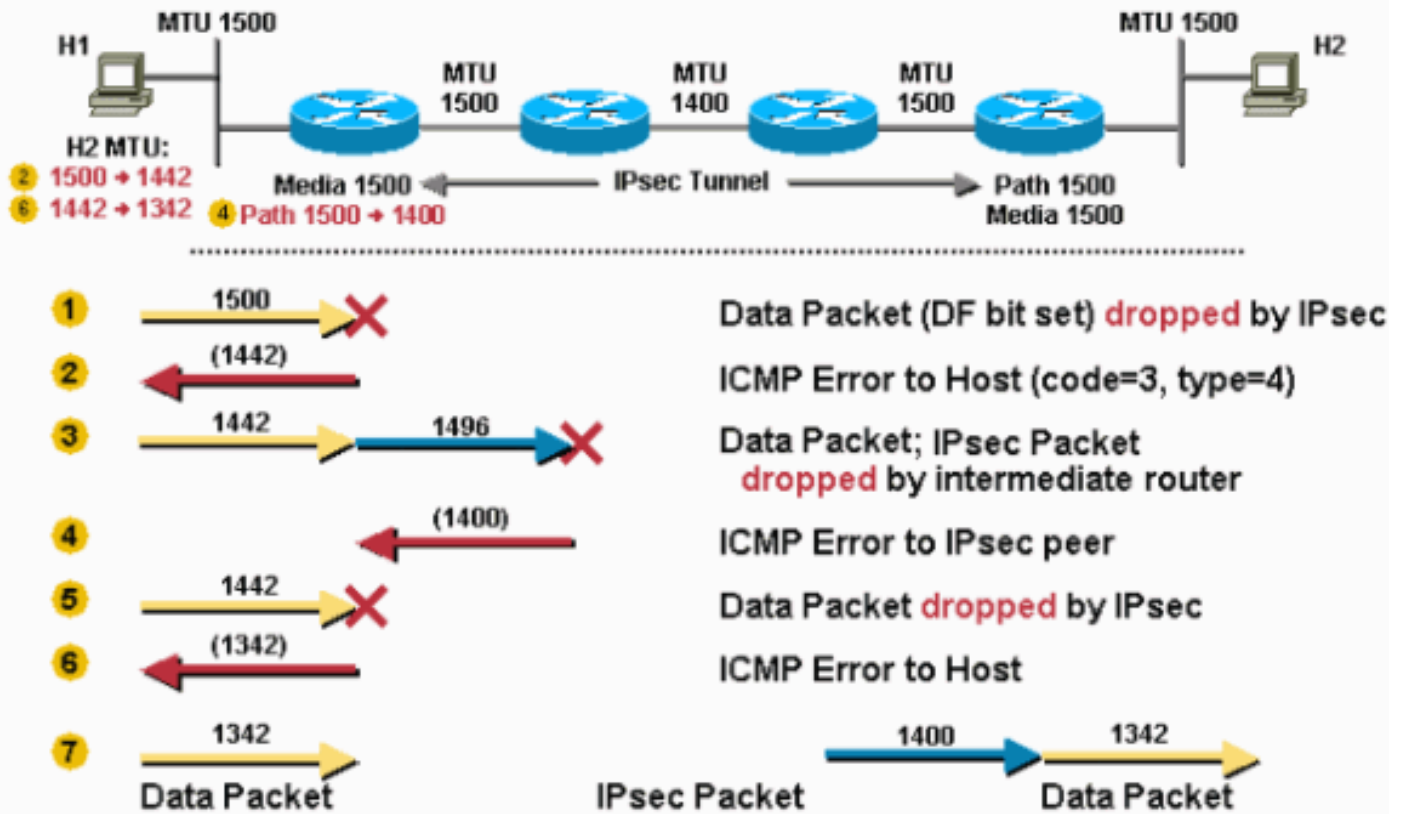 H1
MTU 1500
MTU 1500
MTU 1400
MTU 1500
MTU 1500
H2
H2 MTU:
2 1500 → 1442
6 1442 → 1342
Media 1500
4 Path 1500 → 1400
IPsec Tunnel
Path 1500
Media 1500
1 1500 Data Packet (DF bit set) dropped by IPsec
2 (1442) ICMP Error to Host (code=3, type=4)
3 1442 1496 Data Packet; IPsec Packet
dropped by intermediate router
4 (1400) ICMP Error to IPsec peer
5 1442 Data Packet dropped by IPsec
6 (1342) ICMP Error to Host
7 1342 1400 1342
Data Packet IPsec Packet Data Packet